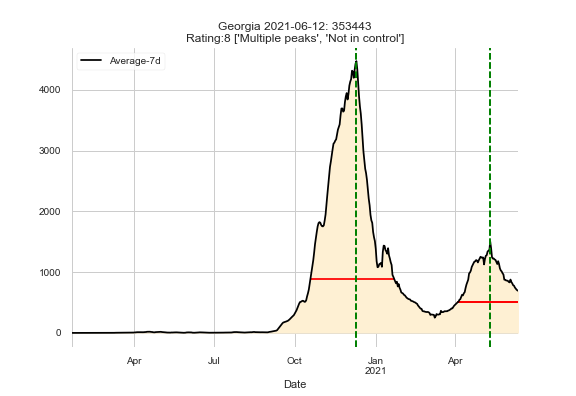 Georgia 2021-06-12: 353443
Rating:8 ['Multiple peaks', 'Not in control']
Average-7d
4000
3000
2000
1000
0
Apr
Jul
Oct
Jan
2021
Apr
Date